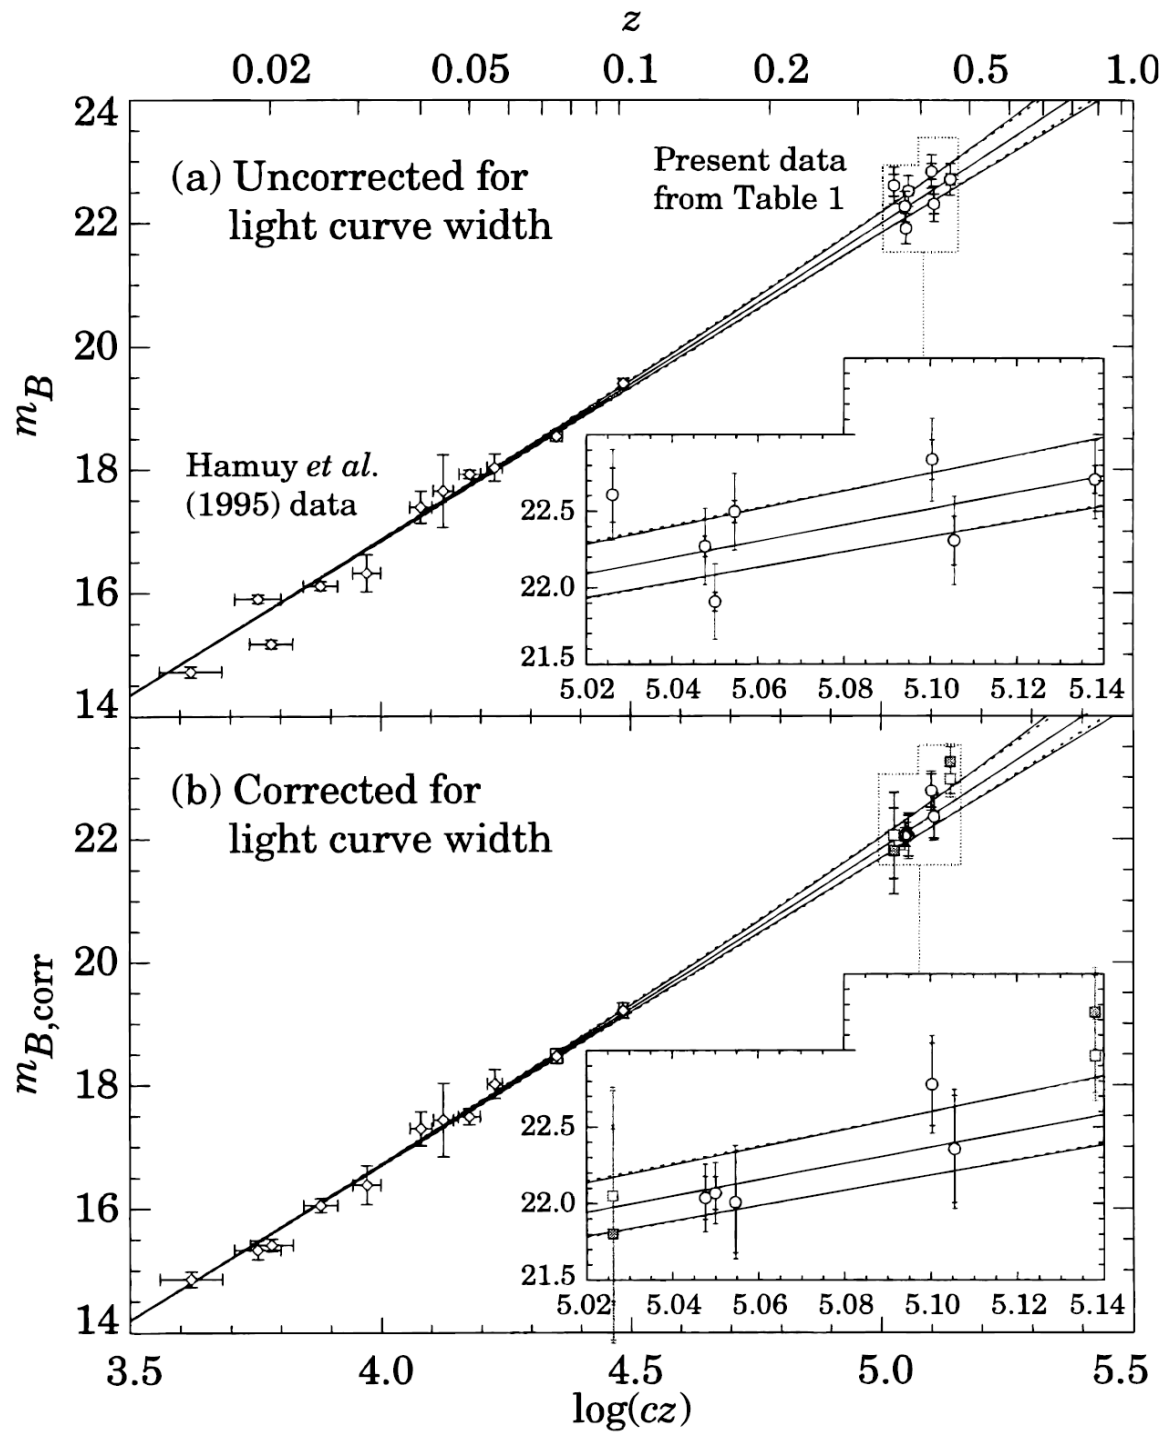 z
0.02 0.05 0.1 0.2 0.5 1.0
24
22
20
18
16
14
m_B
(a) Uncorrected for
light curve width
Present data
from Table 1
Hamuy et al.
(1995) data
22.5
22.0
21.5
5.02 5.04 5.06 5.08 5.10 5.12 5.14
22
20
18
16
14
m_B,corr
(b) Corrected for
light curve width
22.5
22.0
21.5
5.02 5.04 5.06 5.08 5.10 5.12 5.14
3.5 4.0 4.5 5.0 5.5
log(cz)